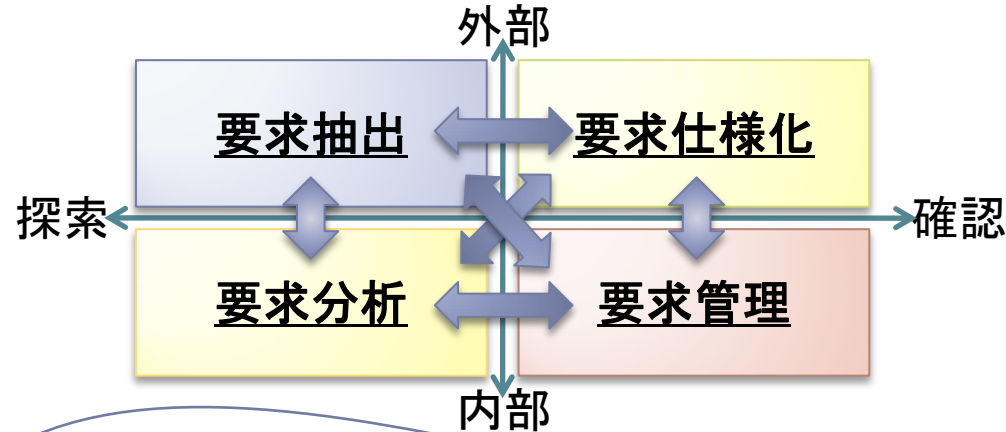 外部
要求抽出
要求仕様化
探索
確認
要求分析
要求管理
内部